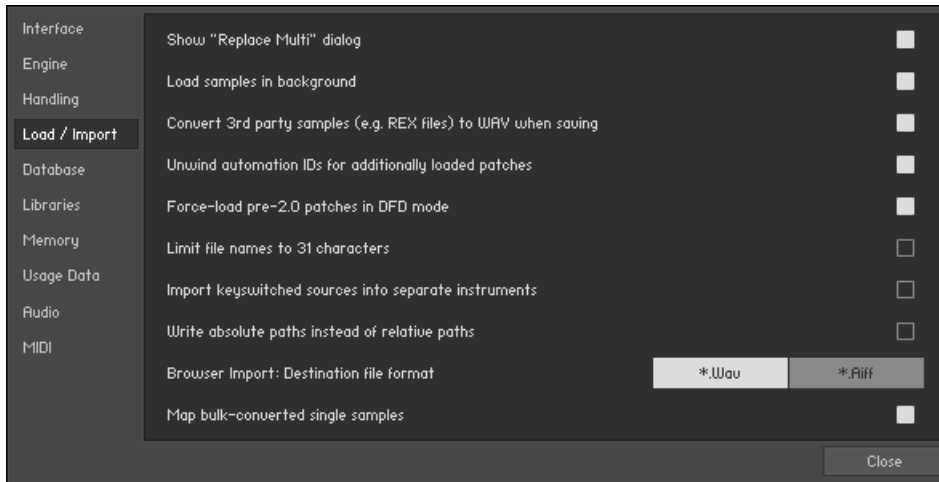 Interface
Engine
Handling
Load / Import
Database
Libraries
Memory
Usage Data
Audio
MIDI
Show "Replace Multi" dialog
Load samples in background
Convert 3rd party samples (e.g. REX files) to WAV when saving
Unwind automation IDs for additionally loaded patches
Force-load pre-2.0 patches in DFD mode
Limit file names to 31 characters
Import keyswitched sources into separate instruments
Write absolute paths instead of relative paths
Browser Import: Destination file format *.Wav *.Aiff
Map bulk-converted single samples
Close